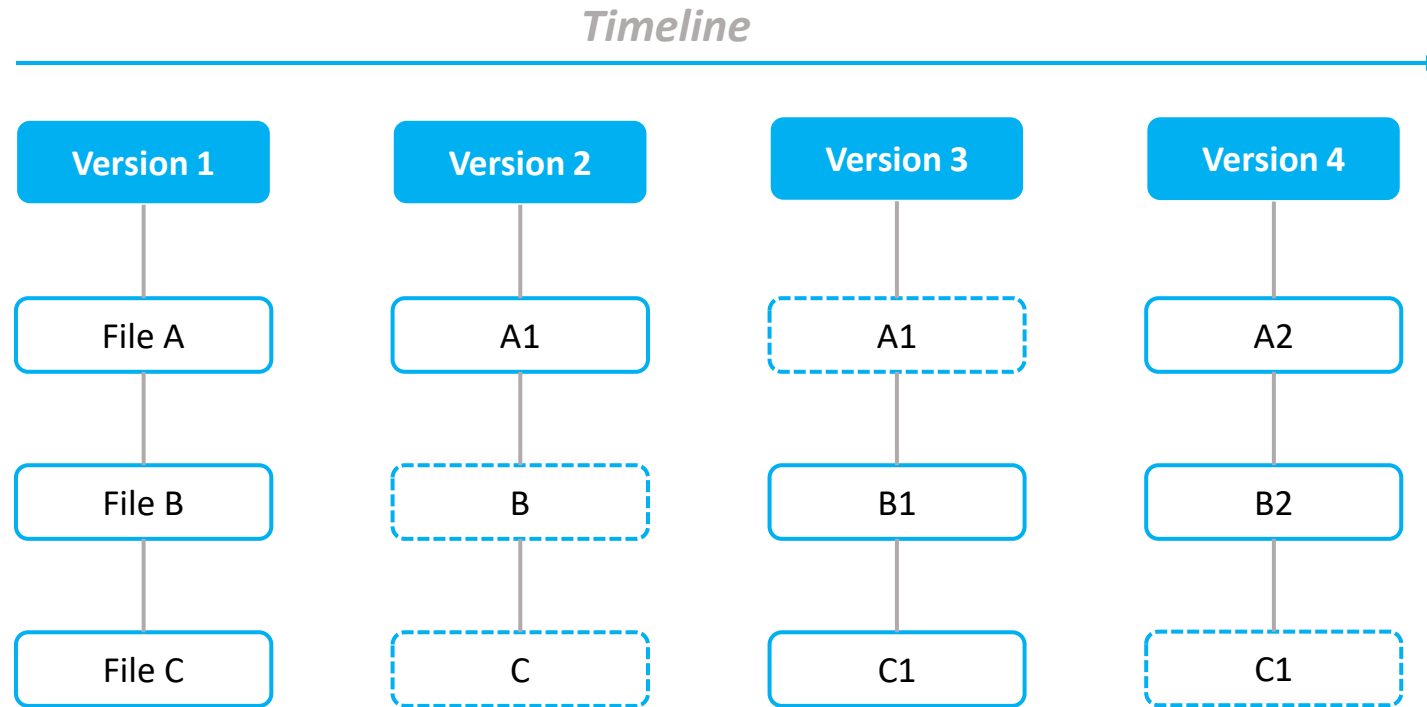 Timeline
Version 1
Version 2
Version 3
Version 4
File A
A1
A1
A2
File B
B
B1
B2
File C
C
C1
C1